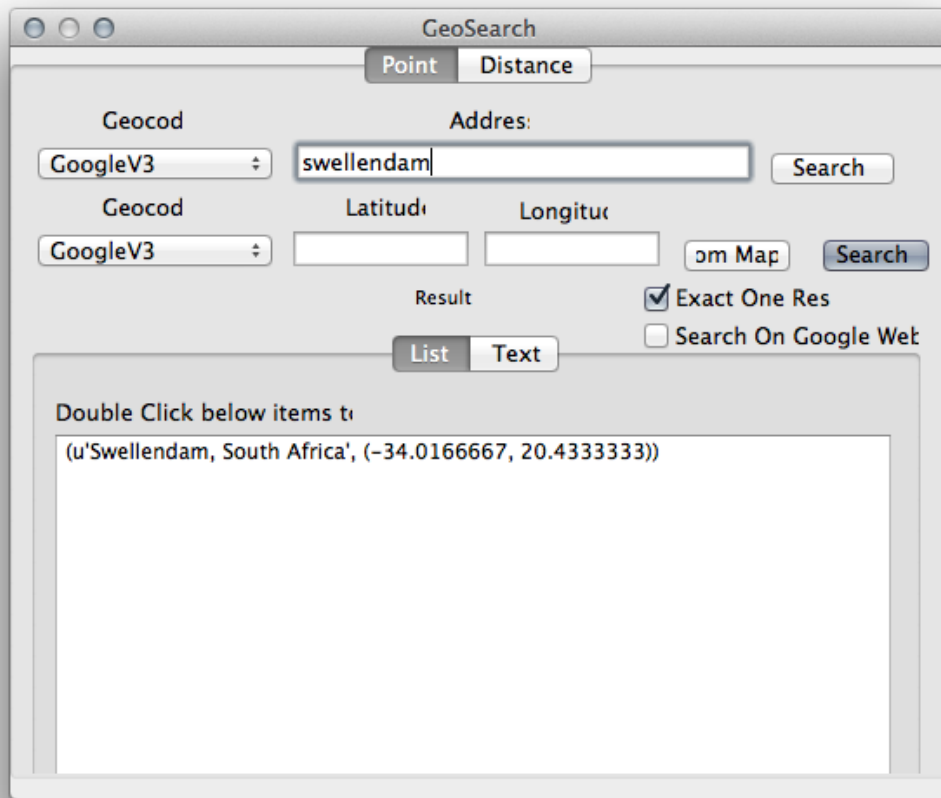 GeoSearch
Point Distance
Geocod Addres
GoogleV3 swellendam Search
Geocod Latitud Longitu
GoogleV3 om Map Search
Result Exact One Res
Search On Google Web
List Text
Double Click below items to
(u'Swellendam, South Africa', (-34.0166667, 20.4333333))